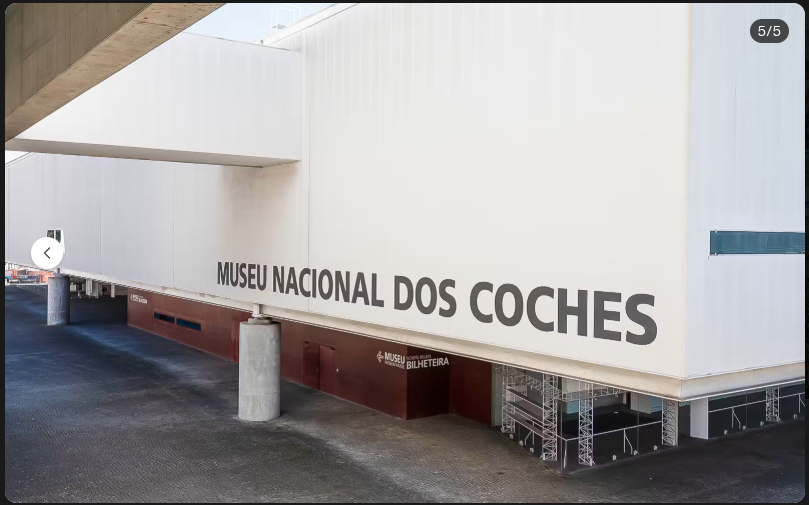 5/5
MUSEU NACIONAL DOS COCHES
MUSEU
BILHETEIRA